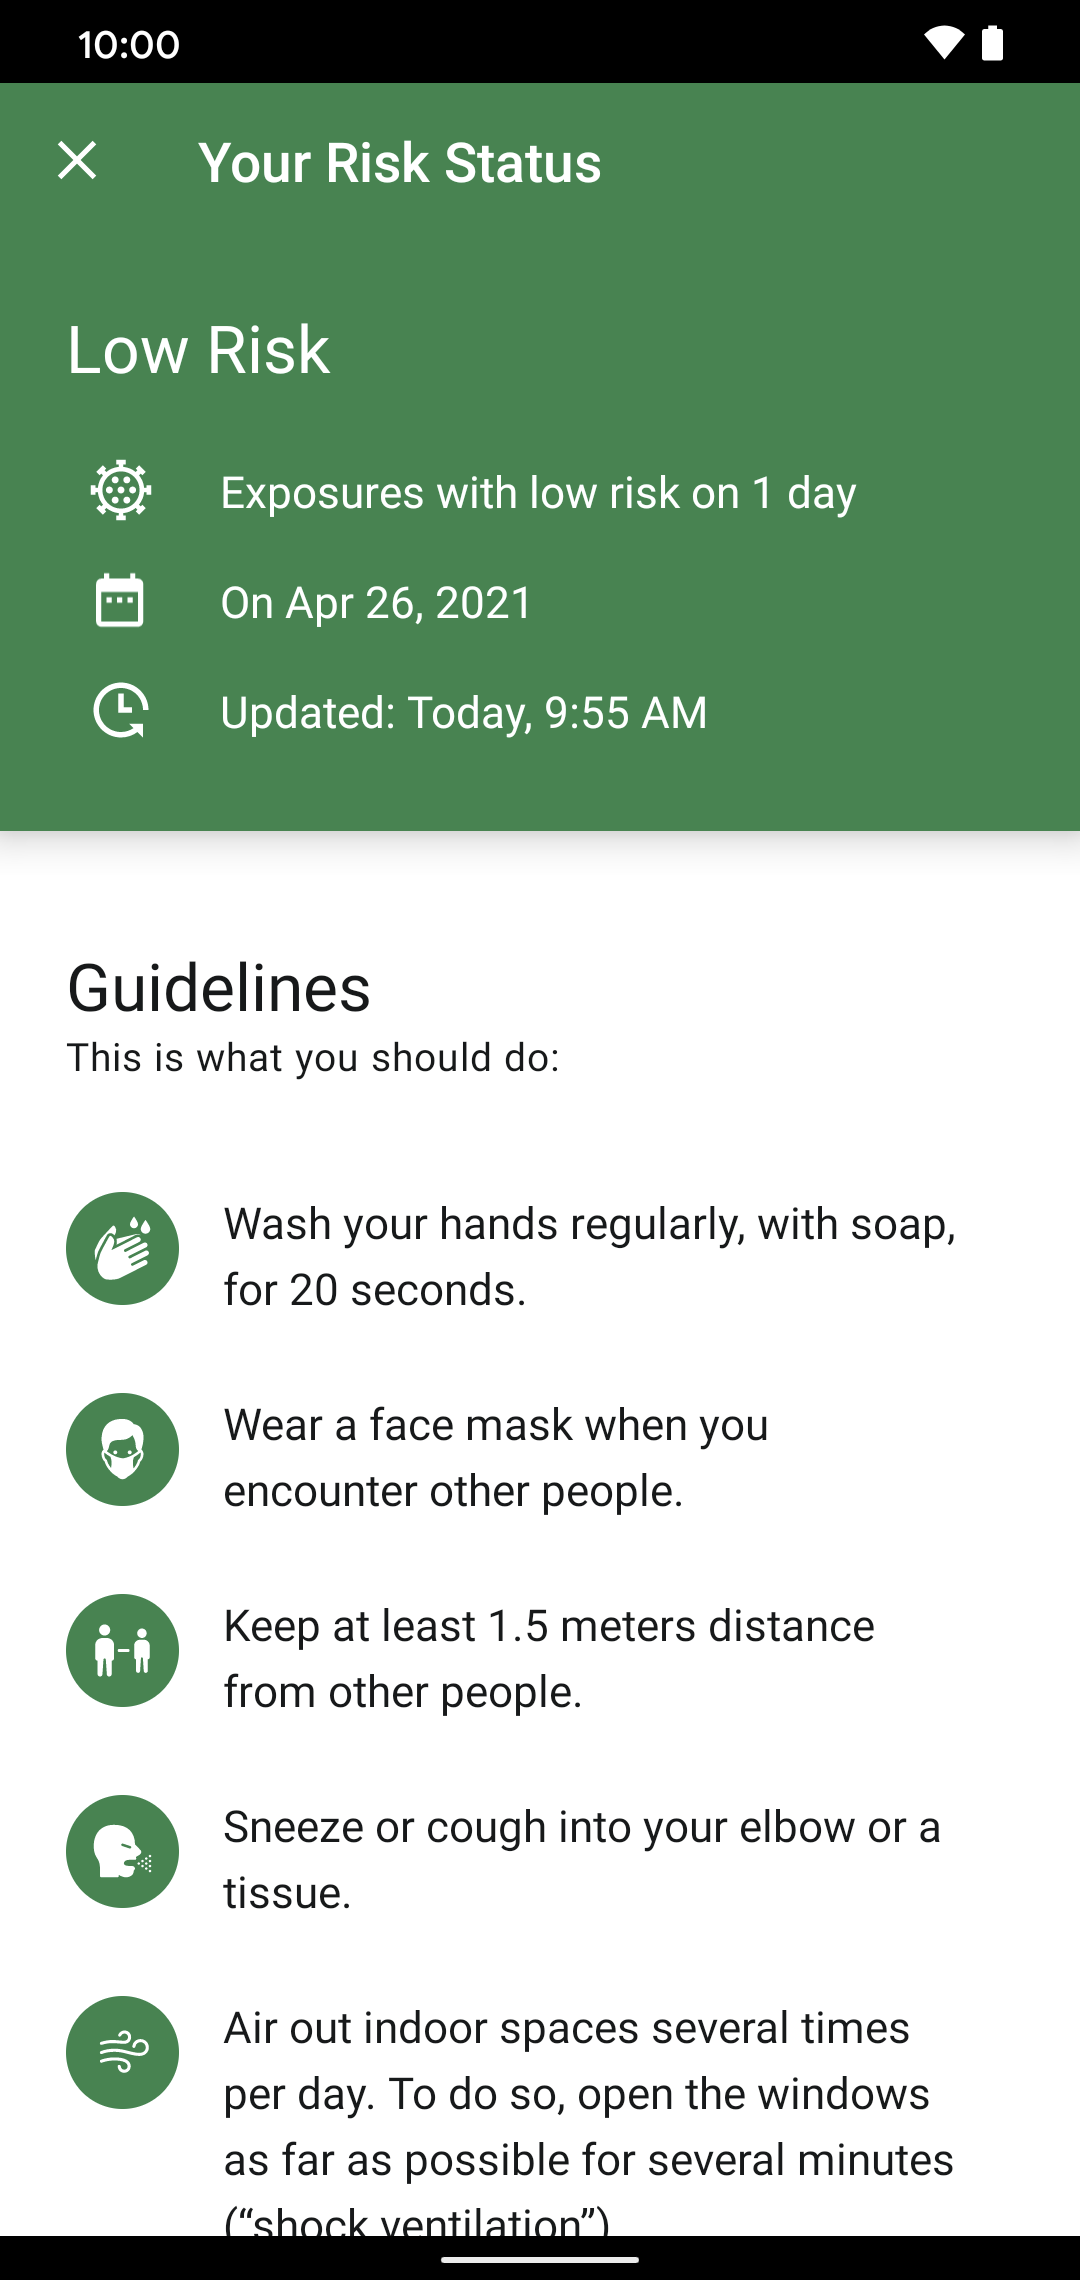 10:00
Your Risk Status
Low Risk
Exposures with low risk on 1 day
On Apr 26, 2021
Updated: Today, 9:55 AM
Guidelines
This is what you should do:
Wash your hands regularly, with soap,
for 20 seconds.
Wear a face mask when you
encounter other people.
Keep at least 1.5 meters distance
from other people.
Sneeze or cough into your elbow or a
tissue.
Air out indoor spaces several times
per day. To do so, open the windows
as far as possible for several minutes
(“shock ventilation”)